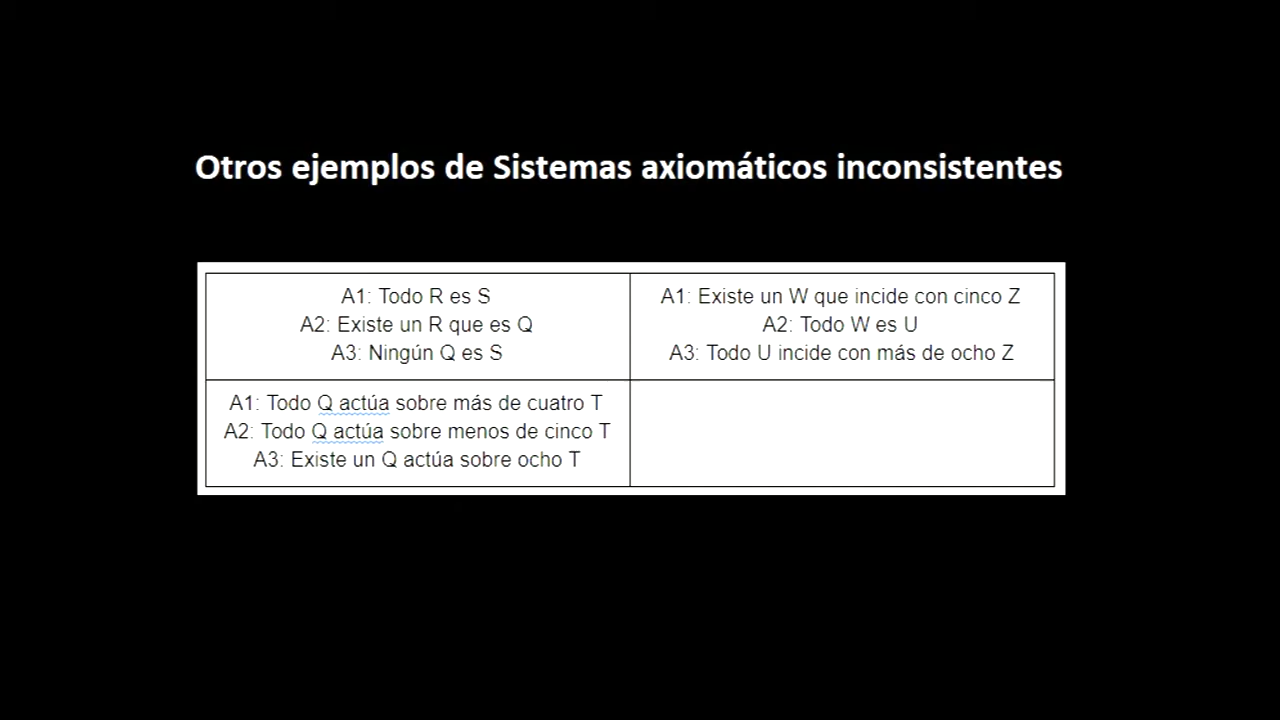 Otros ejemplos de Sistemas axiomáticos inconsistentes
A1: Todo R es S
A2: Existe un R que es Q
A3: Ningún Q es S
A1: Existe un W que incide con cinco Z
A2: Todo W es U
A3: Todo U incide con más de ocho Z
A1: Todo Q actúa sobre más de cuatro T
A2: Todo Q actúa sobre menos de cinco T
A3: Existe un Q actúa sobre ocho T